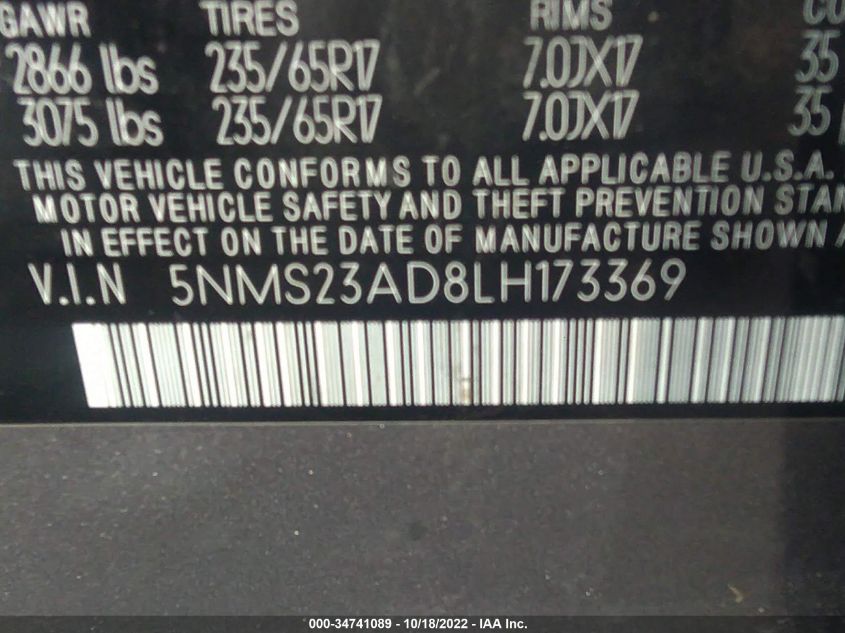 GAWR TIRES RIMS CO
2866 lbs 235/65R17 7.0JX17 35
3075 lbs 235/65R17 7.0JX17 35
THIS VEHICLE CONFORMS TO ALL APPLICABLE U.S.A.
MOTOR VEHICLE SAFETY AND THEFT PREVENTION STAN
IN EFFECT ON THE DATE OF MANUFACTURE SHOWN A
V.I.N 5NMS23AD8LH173369
000-34741089 - 10/18/2022 - IAA Inc.